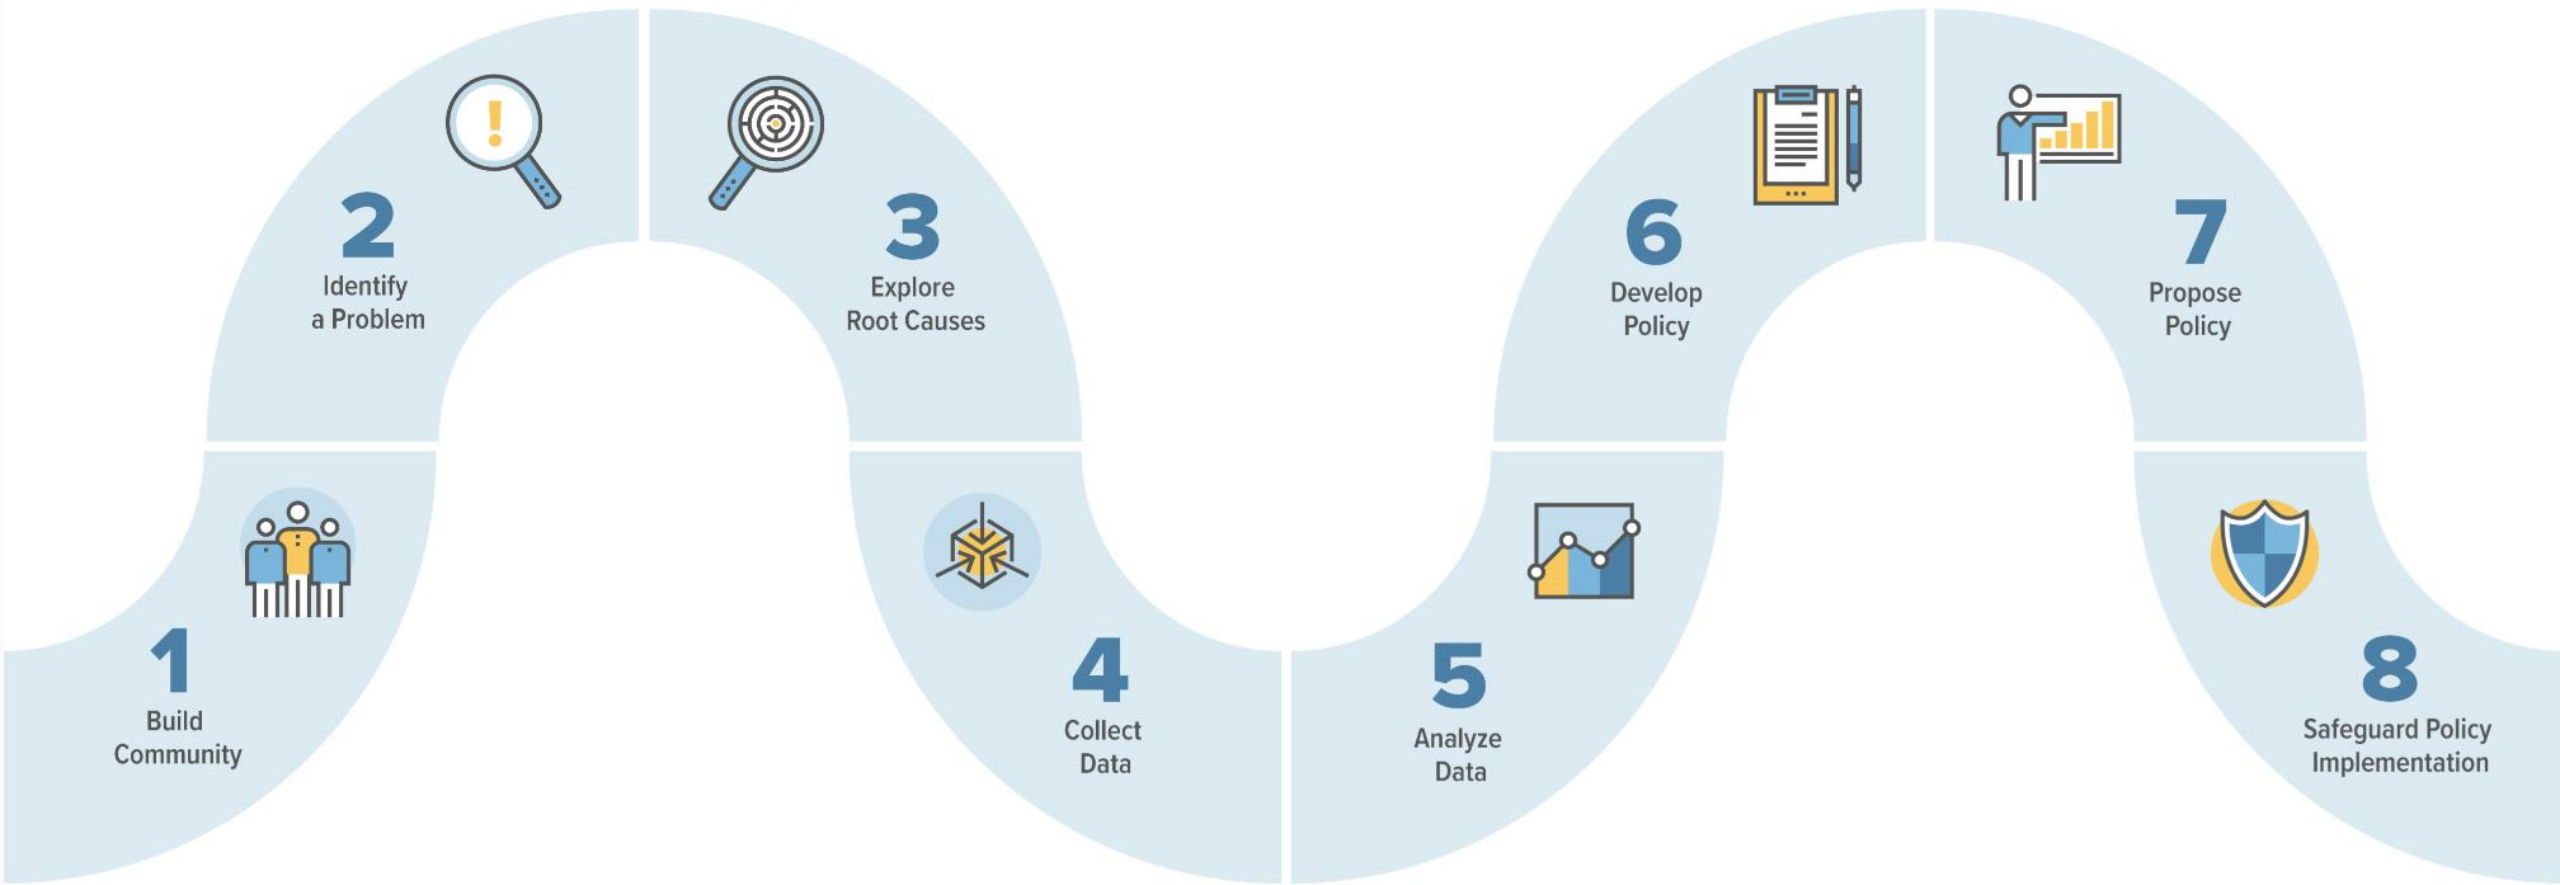 1
Build
Community
2
Identify
a Problem
3
Explore
Root Causes
4
Collect
Data
5
Analyze
Data
6
Develop
Policy
7
Propose
Policy
8
Safeguard Policy
Implementation